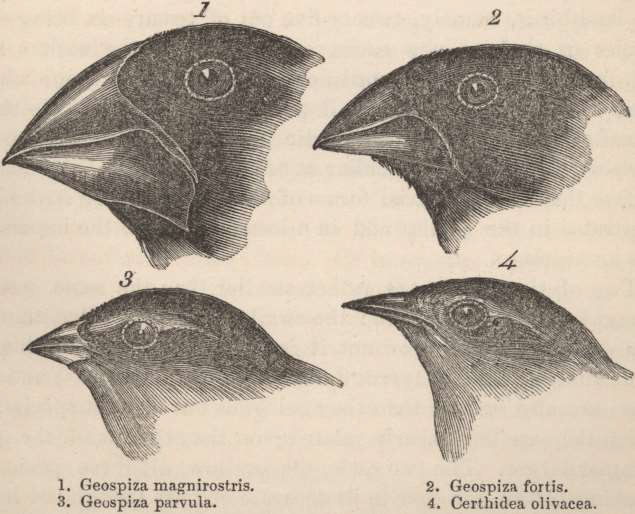 1
2
3
4
1. Geospiza magnirostris. 2. Geospiza fortis.
3. Geospiza parvula. 4. Certhidea olivacea.